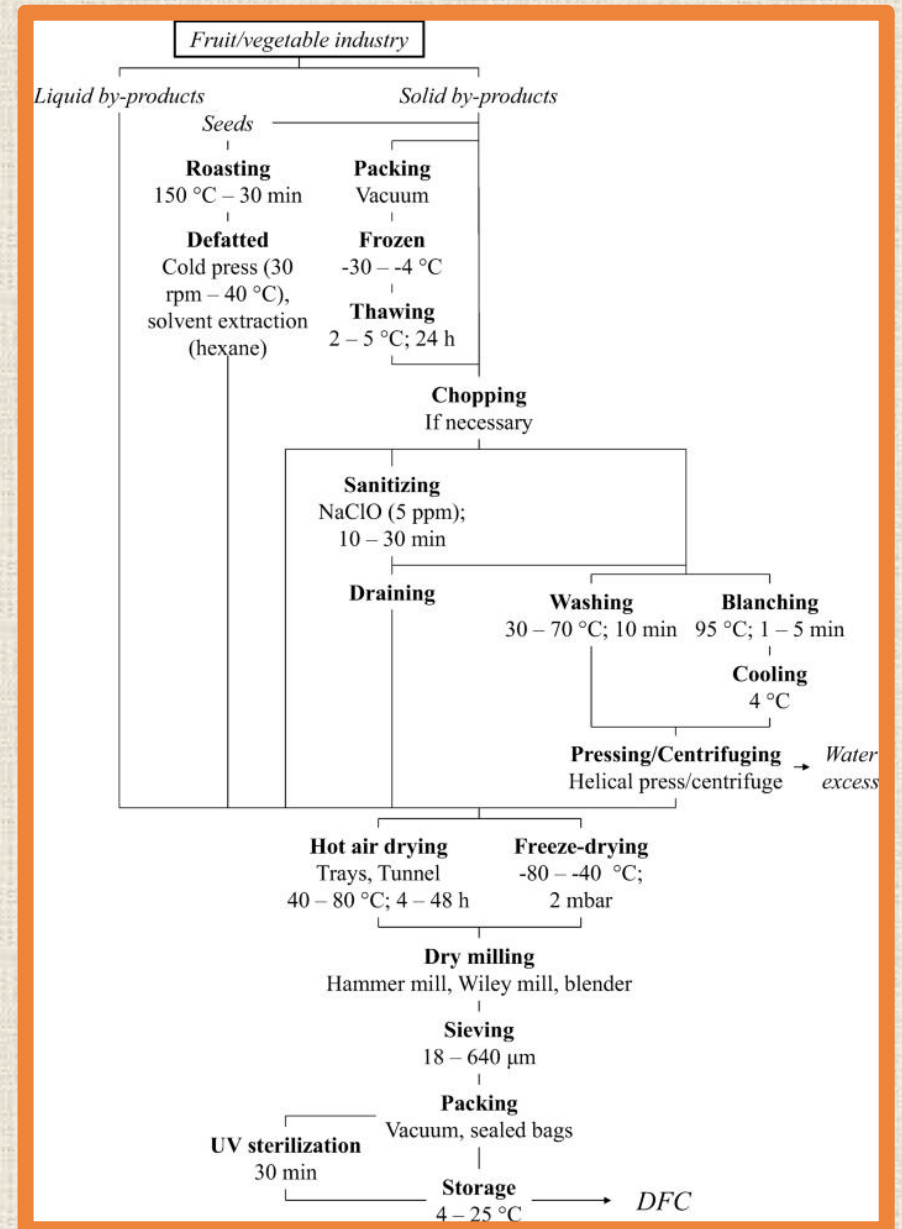 Fruit/vegetable industry
Liquid by-products
Solid by-products
Seeds
Roasting
150 °C – 30 min
Defatted
Cold press (30
rpm – 40 °C),
solvent extraction
(hexane)
Packing
Vacuum
Frozen
-30 – -4 °C
Thawing
2 – 5 °C; 24 h
Chopping
If necessary
Sanitizing
NaClO (5 ppm);
10 – 30 min
Draining
Washing
30 – 70 °C; 10 min
Blanching
95 °C; 1 – 5 min
Cooling
4 °C
Pressing/Centrifuging
Helical press/centrifuge
Water
excess
Hot air drying
Trays, Tunnel
40 – 80 °C; 4 – 48 h
Freeze-drying
-80 – -40 °C;
2 mbar
Dry milling
Hammer mill, Wiley mill, blender
Sieving
18 – 640 μm
Packing
Vacuum, sealed bags
UV sterilization
30 min
Storage
4 – 25 °C
DFC